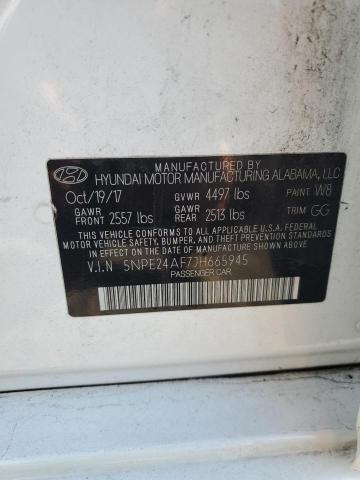 MANUFACTURED BY
HYUNDAI MOTOR MANUFACTURING ALABAMA, LLC
Oct/19/17 GVWR 4497 lbs PAINT W8
GAWR FRONT 2557 lbs GAWR REAR 2513 lbs TRIM GG
THIS VEHICLE CONFORMS TO ALL APPLICABLE U.S.A. FEDERAL
MOTOR VEHICLE SAFETY, BUMPER, AND THEFT PREVENTION
STANDARDS IN EFFECT ON THE
DATE OF MANUFACTURE SHOWN ABOVE.
V.I.N 5NPE24AF7JH665945
PASSENGER CAR